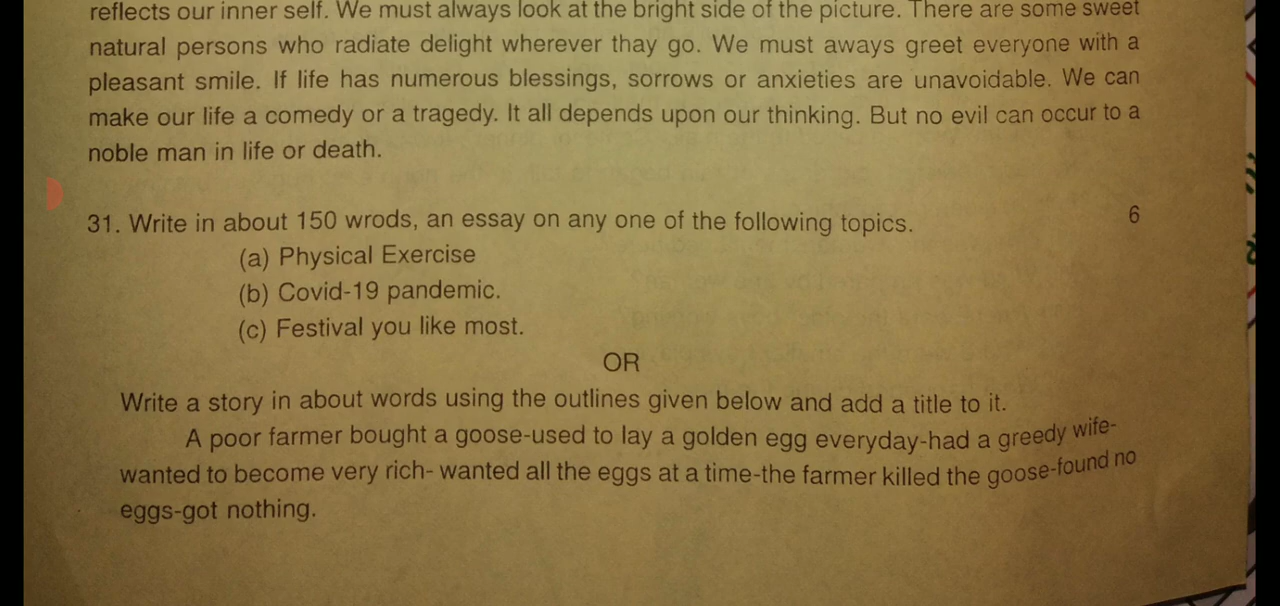 reflects our inner self. We must always look at the bright side of the picture. There are some sweet
natural persons who radiate delight wherever thay go. We must aways greet everyone with a
pleasant smile. If life has numerous blessings, sorrows or anxieties are unavoidable. We can
make our life a comedy or a tragedy. It all depends upon our thinking. But no evil can occur to a
noble man in life or death.
31. Write in about 150 wrods, an essay on any one of the following topics. 6
(a) Physical Exercise
(b) Covid-19 pandemic.
(c) Festival you like most.
OR
Write a story in about words using the outlines given below and add a title to it.
A poor farmer bought a goose-used to lay a golden egg everyday-had a greedy wife-
wanted to become very rich- wanted all the eggs at a time-the farmer killed the goose-found no
eggs-got nothing.